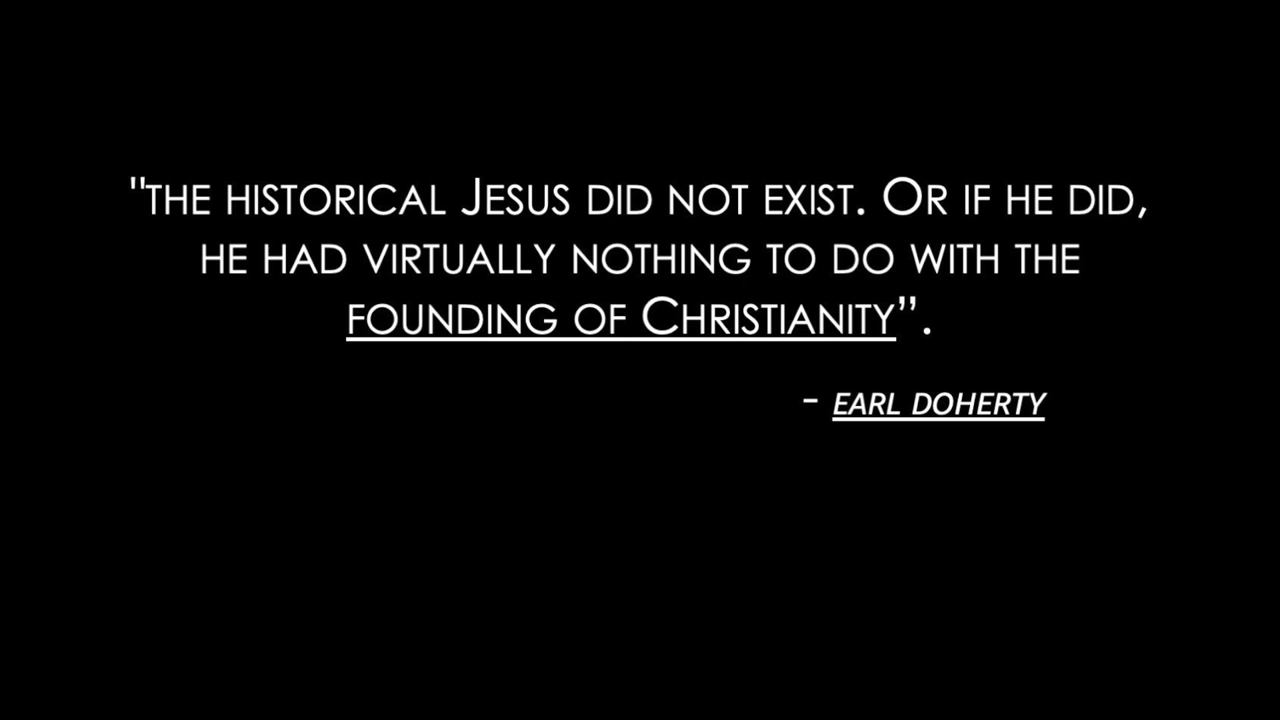 "the historical Jesus did not exist. Or if he did,
he had virtually nothing to do with the
founding of Christianity”.
- EARL DOHERTY